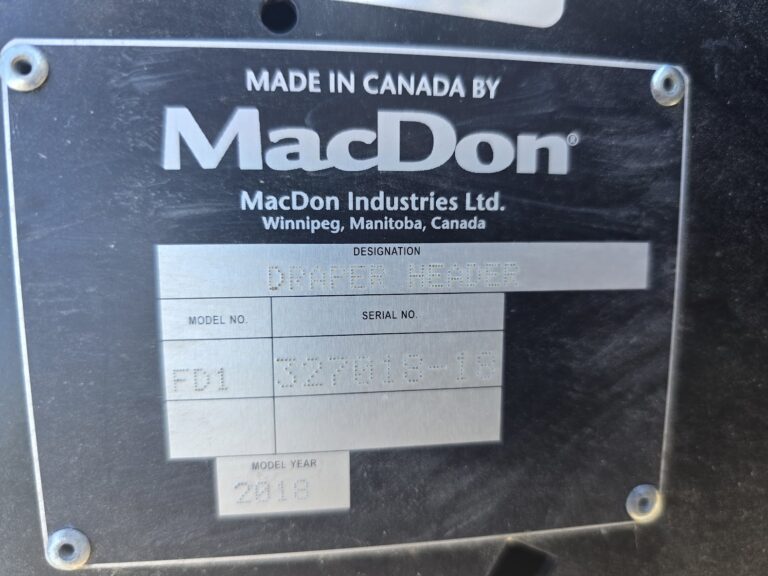 MADE IN CANADA BY
MacDon®
MacDon Industries Ltd.
Winnipeg, Manitoba, Canada
DESIGNATION
DRAPER HEADER
MODEL NO. SERIAL NO.
FD1 327018-18
MODEL YEAR
2018